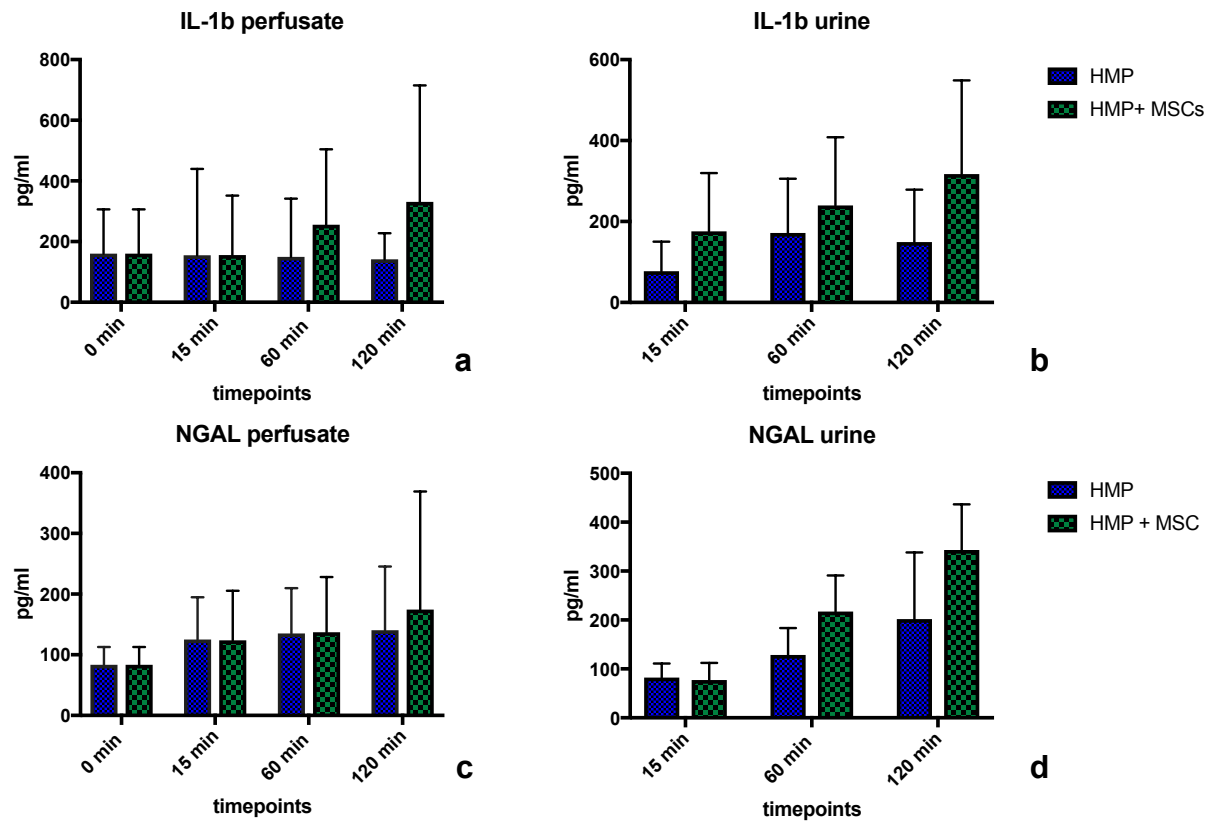 IL-1b perfusate
800
600
400
200
0
pg/ml
0 min
15 min
60 min
120 min
timepoints
a
IL-1b urine
600
400
200
0
pg/ml
15 min
60 min
120 min
timepoints
b
HMP
HMP+ MSCs
NGAL perfusate
400
300
200
100
0
pg/ml
0 min
15 min
60 min
120 min
timepoints
c
NGAL urine
500
400
300
200
100
0
pg/ml
15 min
60 min
120 min
timepoints
d
HMP
HMP + MSC